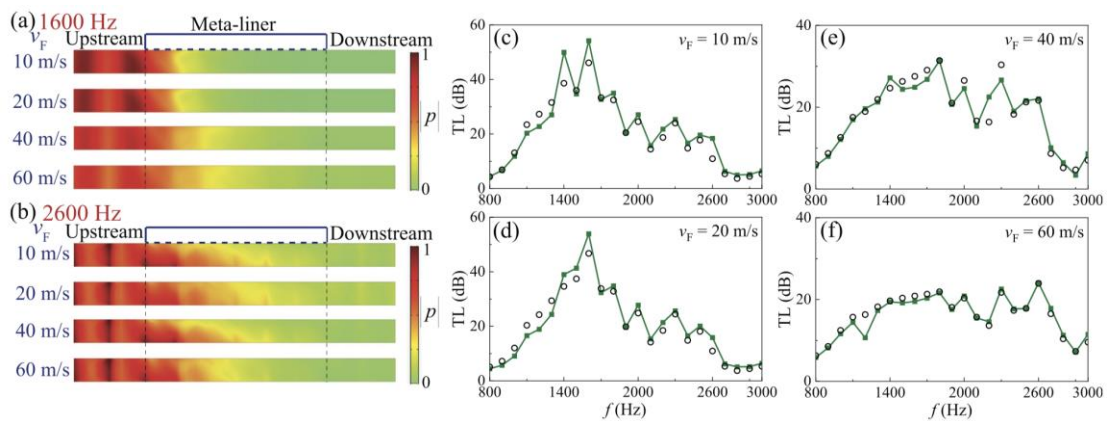 (a) 1600 Hz
v_F Upstream Meta-liner Downstream
10 m/s
20 m/s
40 m/s
60 m/s
1
|p|
0
(b) 2600 Hz
v_F Upstream Downstream
10 m/s
20 m/s
40 m/s
60 m/s
1
|p|
0
(c) v_F = 10 m/s
TL (dB)
60
40
20
0
800 1400 2000 2600 3000
(d) v_F = 20 m/s
TL (dB)
60
40
20
0
800 1400 2000 2600 3000
f (Hz)
(e) v_F = 40 m/s
TL (dB)
40
30
20
10
0
800 1400 2000 2600 3000
(f) v_F = 60 m/s
TL (dB)
40
30
20
10
0
800 1400 2000 2600 3000
f (Hz)